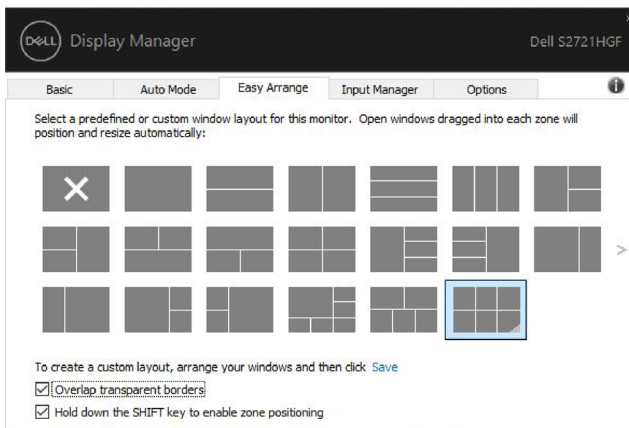 DELL Display Manager Dell S2721HGF
Basic Auto Mode Easy Arrange Input Manager Options
Select a predefined or custom window layout for this monitor. Open windows dragged into each zone will
position and resize automatically:
To create a custom layout, arrange your windows and then click Save
Overlap transparent borders
Hold down the SHIFT key to enable zone positioning